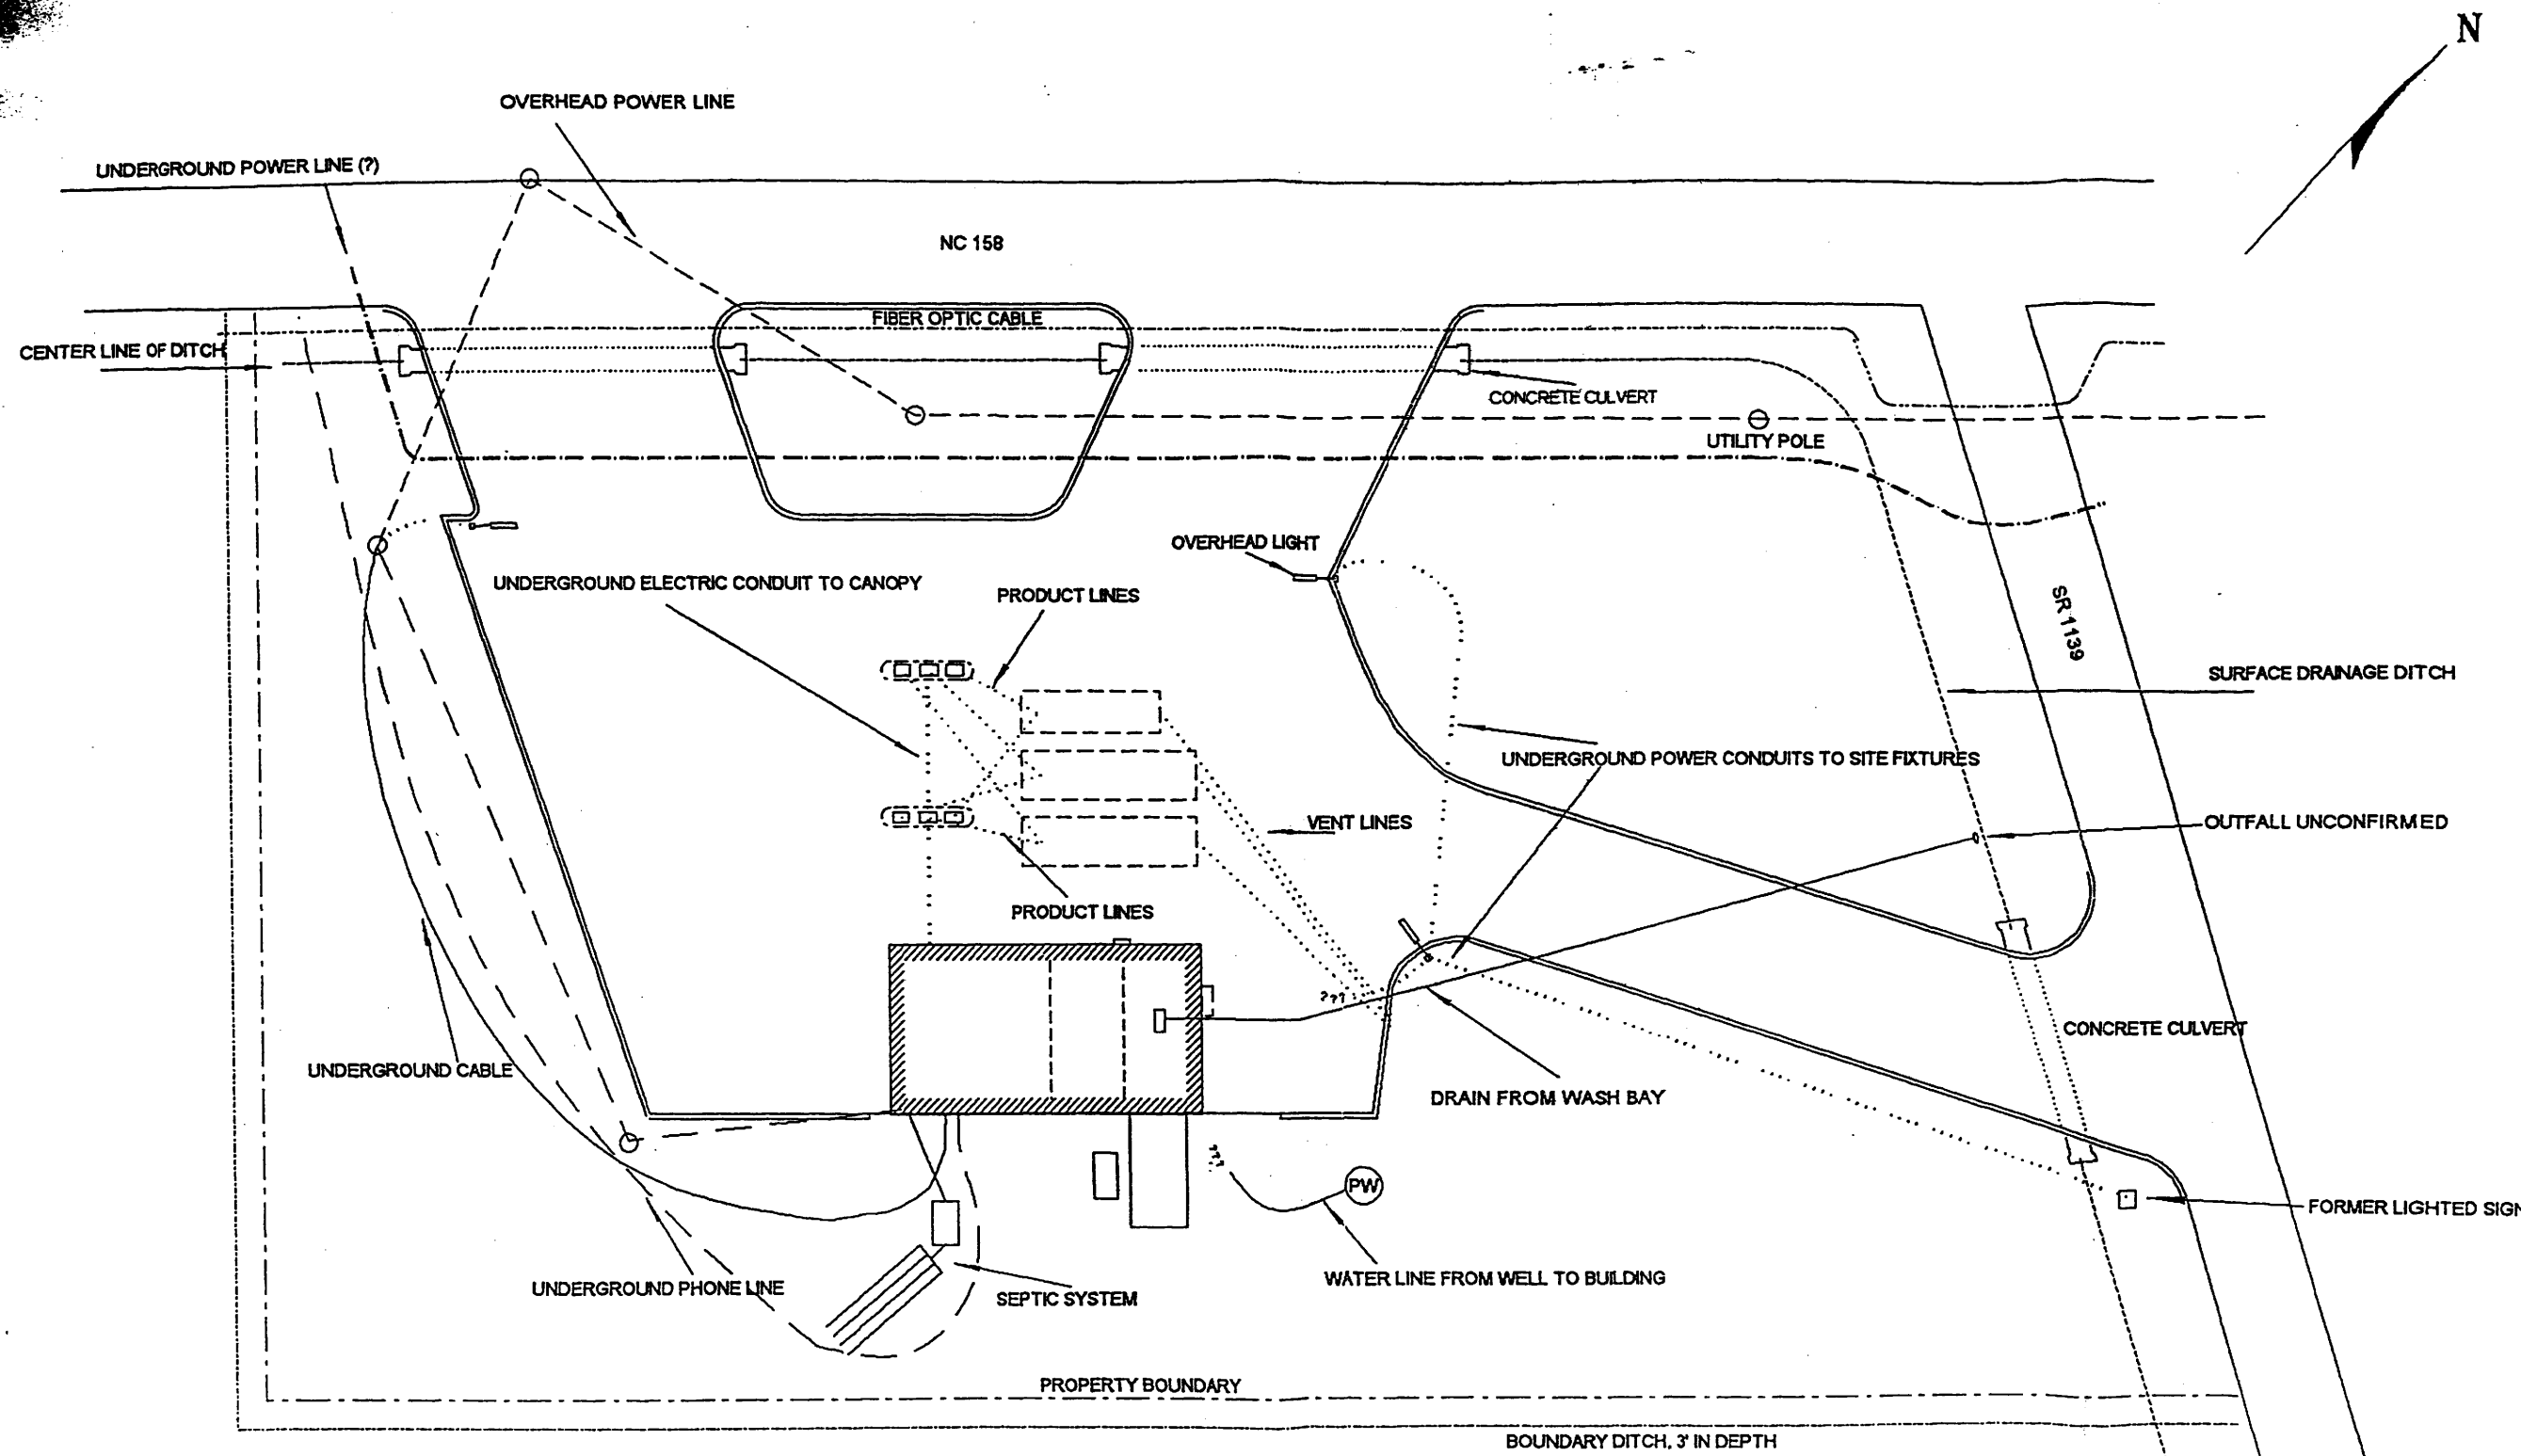 N
OVERHEAD POWER LINE
UNDERGROUND POWER LINE (?)
NC 158
FIBER OPTIC CABLE
CENTER LINE OF DITCH
CONCRETE CULVERT
UTILITY POLE
OVERHEAD LIGHT
UNDERGROUND ELECTRIC CONDUIT TO CANOPY
PRODUCT LINES
SR 1139
SURFACE DRAINAGE DITCH
UNDERGROUND POWER CONDUITS TO SITE FIXTURES
VENT LINES
OUTFALL UNCONFIRMED
PRODUCT LINES
???
CONCRETE CULVERT
UNDERGROUND CABLE
DRAIN FROM WASH BAY
???
PW
FORMER LIGHTED SIGN
WATER LINE FROM WELL TO BUILDING
UNDERGROUND PHONE LINE
SEPTIC SYSTEM
PROPERTY BOUNDARY
BOUNDARY DITCH, 3' IN DEPTH